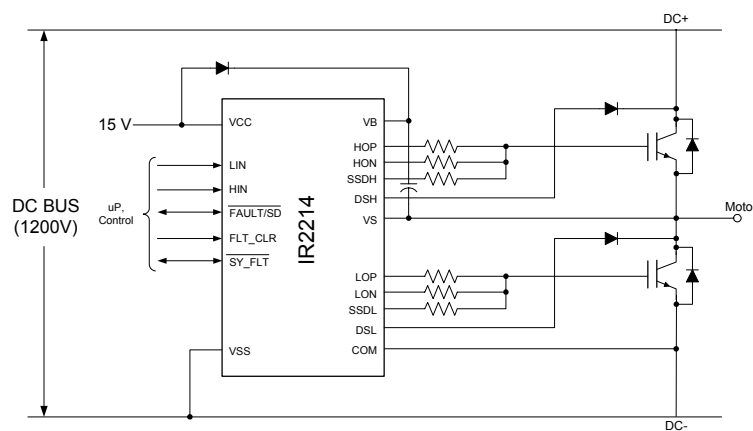 DC+
15 V
VCC
VB
LIN
HOP
HIN
HON
FAULT/SD
SSDH
FLT_CLR
DSH
SY_FLT
VS
uP,
Control
DC BUS
(1200V)
IR2214
Moto
LOP
LON
SSDL
DSL
VSS
COM
DC-